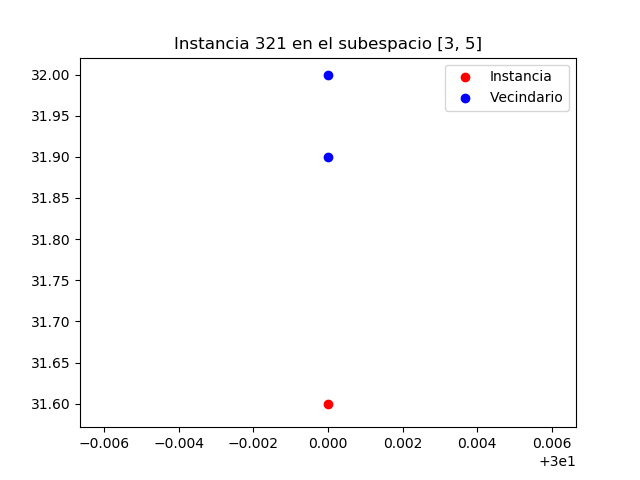 Instancia 321 en el subespacio [3, 5]
Instancia
Vecindario
32.00
31.95
31.90
31.85
31.80
31.75
31.70
31.65
31.60
−0.006 −0.004 −0.002 0.000 0.002 0.004 0.006
+3e1